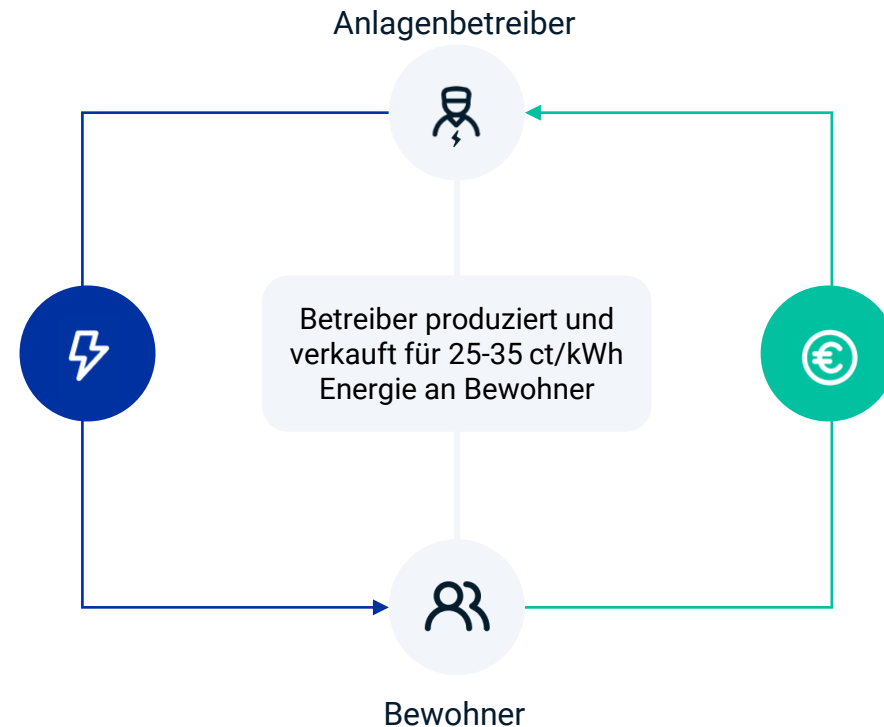 Anlagenbetreiber
Betreiber produziert und
verkauft für 25-35 ct/kWh
Energie an Bewohner
€
Bewohner